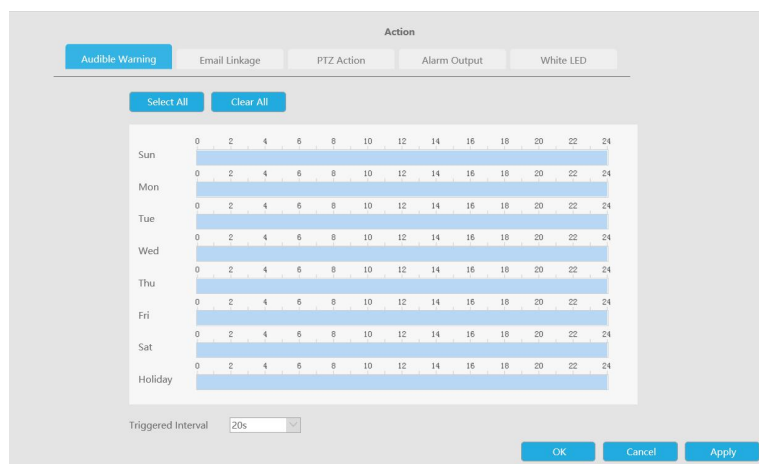 Action
Audible Warning Email Linkage PTZ Action Alarm Output White LED
Select All Clear All
0 2 4 6 8 10 12 14 16 18 20 22 24
Sun
0 2 4 6 8 10 12 14 16 18 20 22 24
Mon
0 2 4 6 8 10 12 14 16 18 20 22 24
Tue
0 2 4 6 8 10 12 14 16 18 20 22 24
Wed
0 2 4 6 8 10 12 14 16 18 20 22 24
Thu
0 2 4 6 8 10 12 14 16 18 20 22 24
Fri
0 2 4 6 8 10 12 14 16 18 20 22 24
Sat
0 2 4 6 8 10 12 14 16 18 20 22 24
Holiday
Triggered Interval 20s
OK Cancel Apply